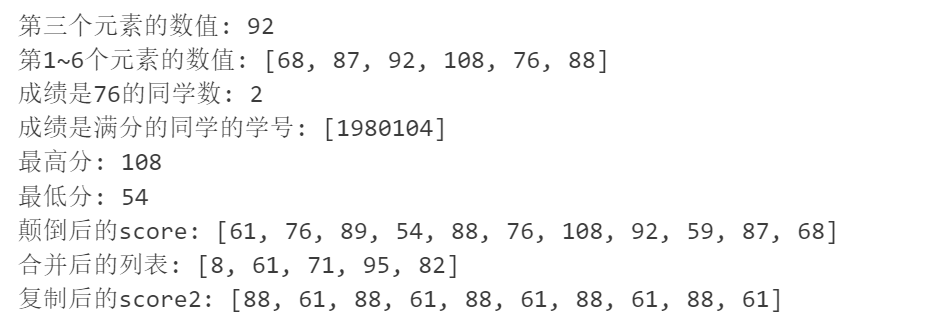 第三个元素的数值: 92
第1~6个元素的数值: [68, 87, 92, 108, 76, 88]
成绩是76的同学数: 2
成绩是满分的同学的学号: [1980104]
最高分: 108
最低分: 54
颠倒后的score: [61, 76, 89, 54, 88, 76, 108, 92, 59, 87, 68]
合并后的列表: [8, 61, 71, 95, 82]
复制后的score2: [88, 61, 88, 61, 88, 61, 88, 61, 88, 61]